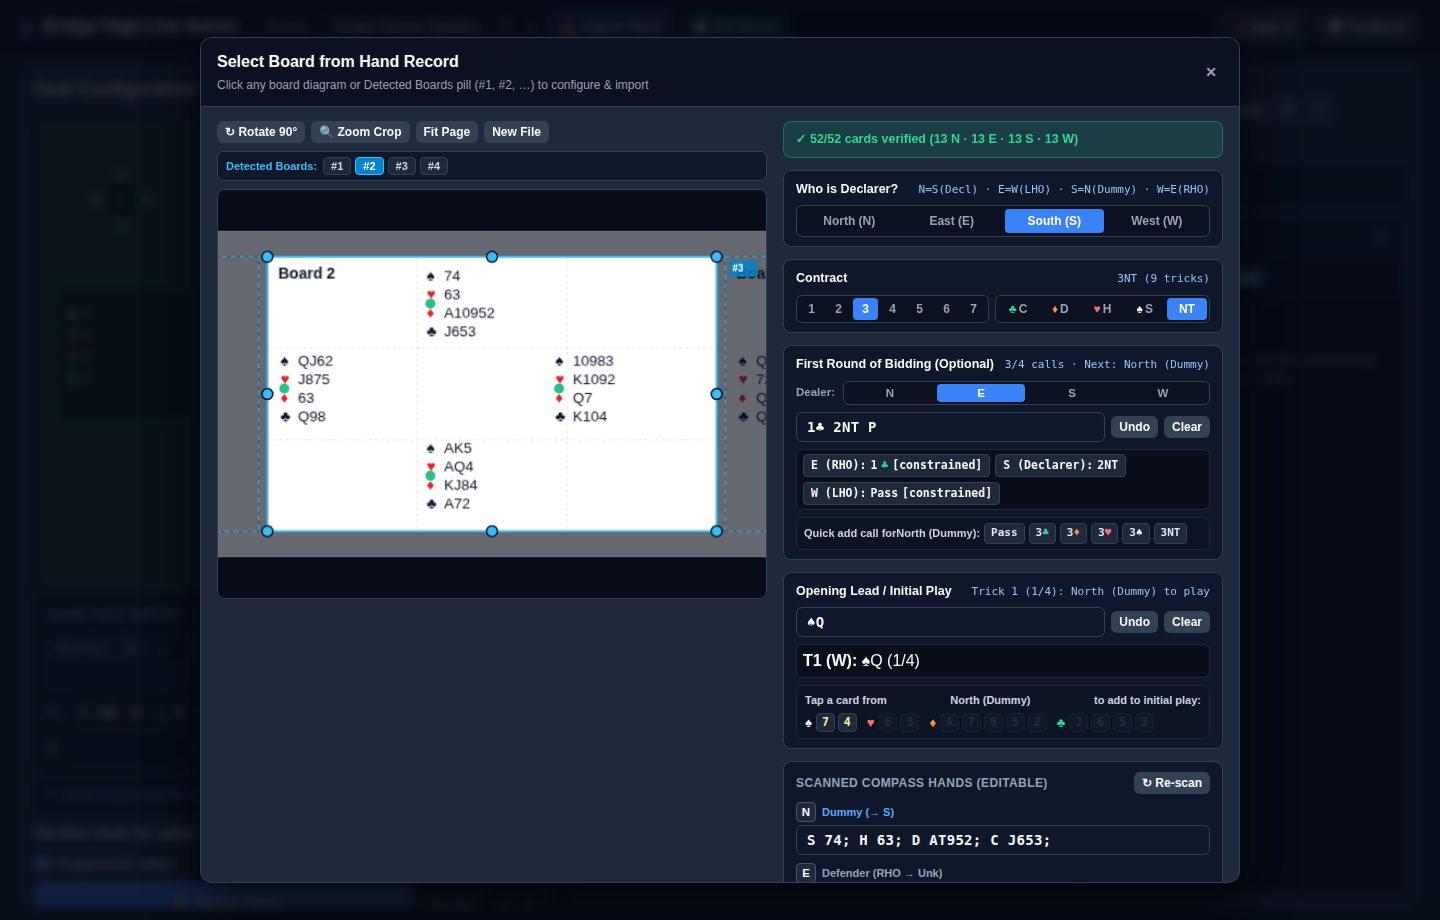 Bridge High Line Solver
Select Board from Hand Record
Click any board diagram or Detected Boards pill (#1, #2, …) to configure & import
✕
↻ Rotate 90°
🔍 Zoom Crop
Fit Page
New File
Detected Boards: #1 #2 #3 #4
Board 2
♠ 74
♥ 63
♦ A10952
♣ J653
♠ QJ62
♥ J875
♦ 63
♣ Q98
♠ 10983
♥ K1092
♦ Q7
♣ K104
♠ AK5
♥ AQ4
♦ KJ84
♣ A72
#3
✓ 52/52 cards verified (13 N · 13 E · 13 S · 13 W)
Who is Declarer? N=S(Decl) · E=W(LHO) · S=N(Dummy) · W=E(RHO)
North (N) East (E) South (S) West (W)
Contract 3NT (9 tricks)
1 2 3 4 5 6 7 ♣C ♦D ♥H ♠S NT
First Round of Bidding (Optional) 3/4 calls · Next: North (Dummy)
Dealer: N E S W
1♣ 2NT P Undo Clear
E (RHO): 1 ♣ [constrained] S (Declarer): 2NT
W (LHO): Pass [constrained]
Quick add call forNorth (Dummy): Pass 3♣ 3♦ 3♥ 3♠ 3NT
Opening Lead / Initial Play Trick 1 (1/4): North (Dummy) to play
♠Q Undo Clear
T1 (W): ♠Q (1/4)
Tap a card from North (Dummy) to add to initial play:
♠ 7 4 ♥ 6 3 ♦ A T 9 5 2 ♣ J 6 5 3
SCANNED COMPASS HANDS (EDITABLE) ↻ Re-scan
N Dummy (→ S)
S 74; H 63; D AT952; C J653;
E Defender (RHO → Unk)